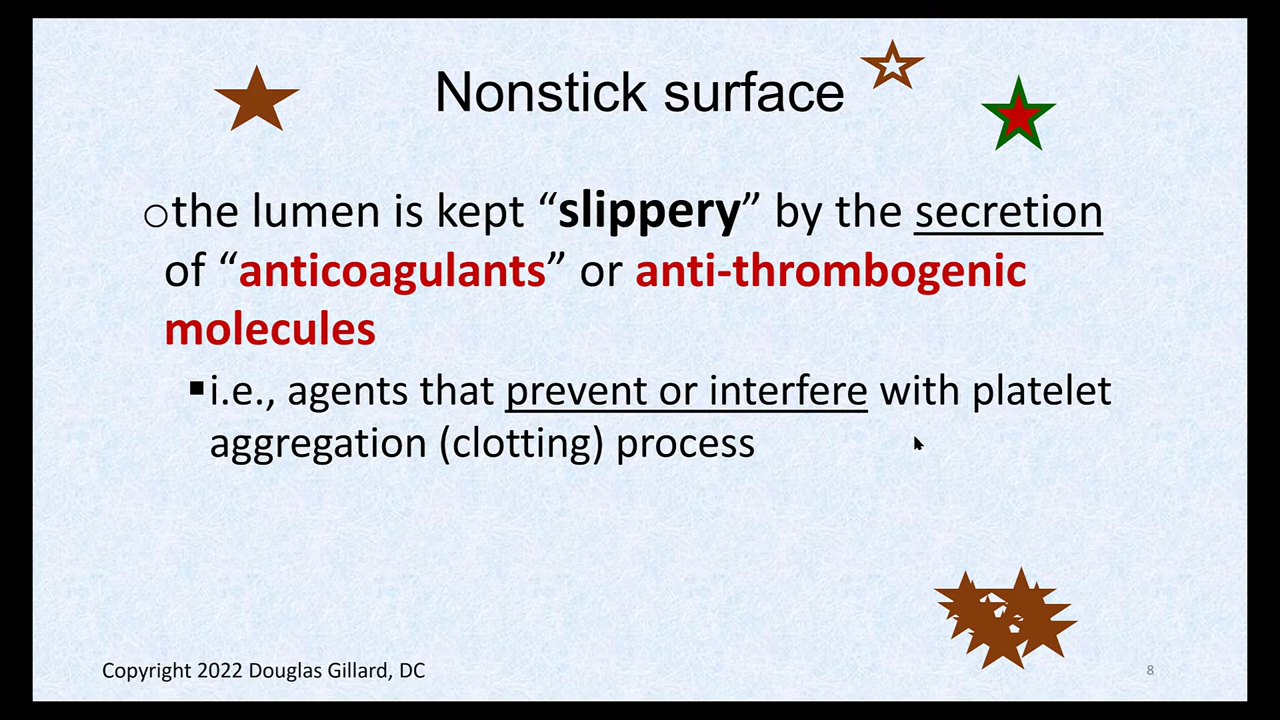 Nonstick surface
othe lumen is kept “slippery” by the secretion
of “anticoagulants” or anti-thrombogenic
molecules
▪i.e., agents that prevent or interfere with platelet
aggregation (clotting) process
Copyright 2022 Douglas Gillard, DC
8